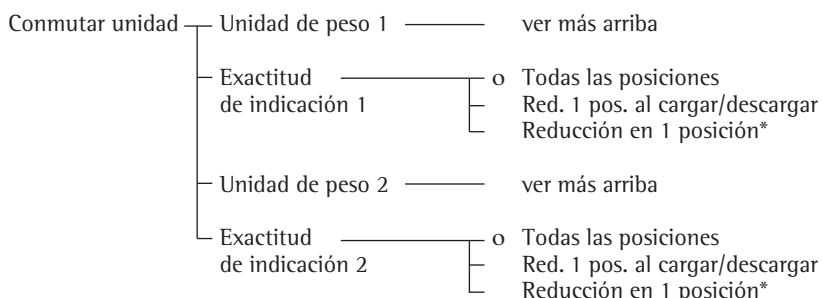 Conmutar unidad Unidad de peso 1 ver más arriba
Exactitud o Todas las posiciones
de indicación 1 Red. 1 pos. al cargar/descargar
Reducción en 1 posición*
Unidad de peso 2 ver más arriba
Exactitud o Todas las posiciones
de indicación 2 Red. 1 pos. al cargar/descargar
Reducción en 1 posición*